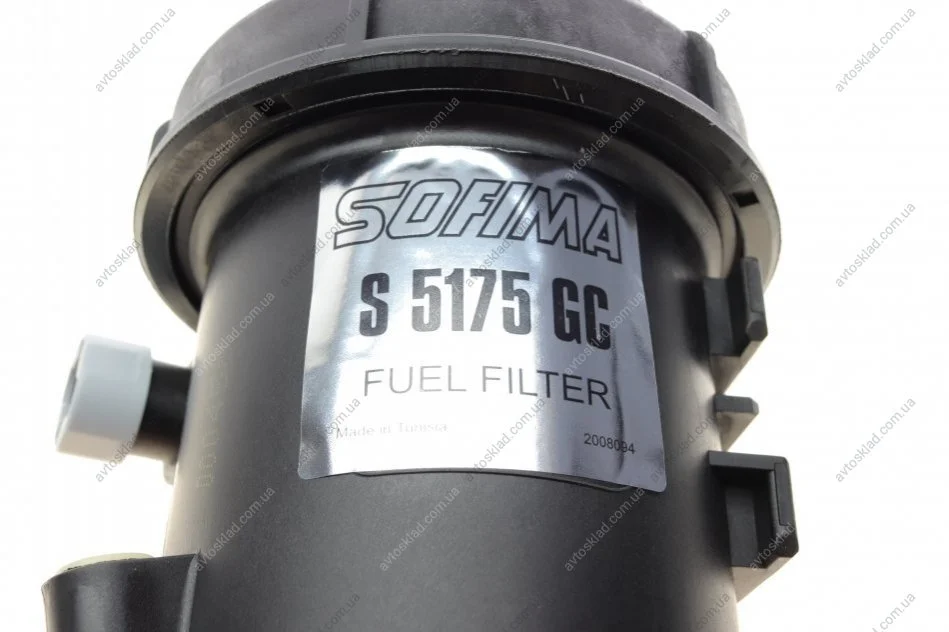 SOFIMA
S 5175 GC
FUEL FILTER
Made in Tunisia
2008094
avtosklad.com.ua